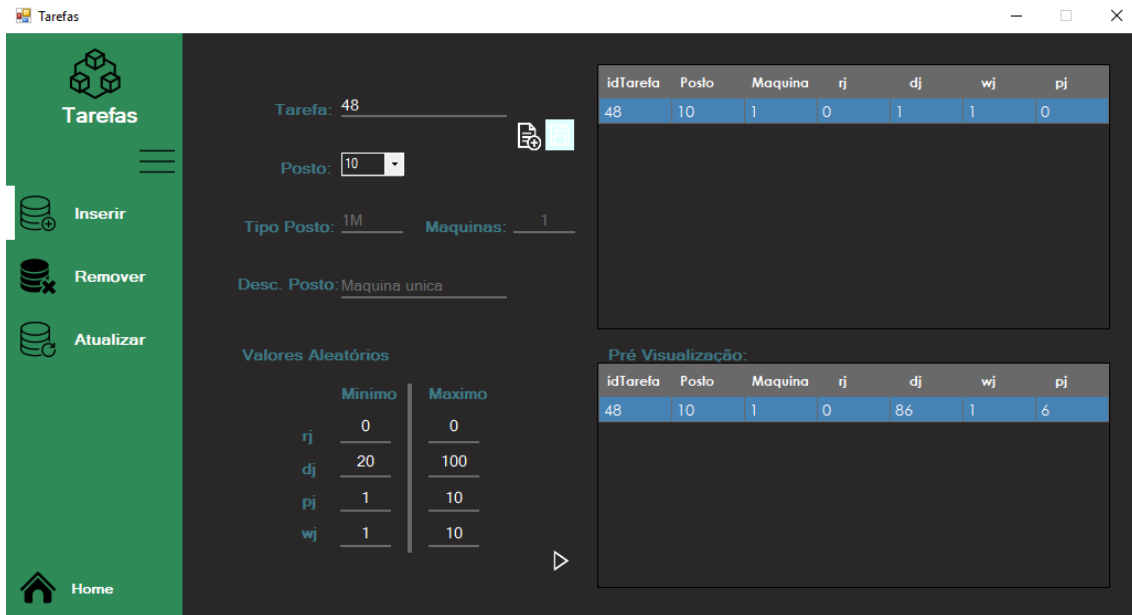 Tarefas
Tarefas
Inserir
Remover
Atualizar
Home
Tarefa: 48
Posto: 10
Tipo Posto: 1M Maquinas: 1
Desc. Posto: Maquina unica
Valores Aleatórios
Minimo Maxomo
rj 0 0
dj 20 100
pj 1 10
wj 1 10
idTarefa Posto Maquina rj dj wj pj
48 10 1 0 1 1 0
Pré Visualização:
idTarefa Posto Maquina rj dj wj pj
48 10 1 0 86 1 6